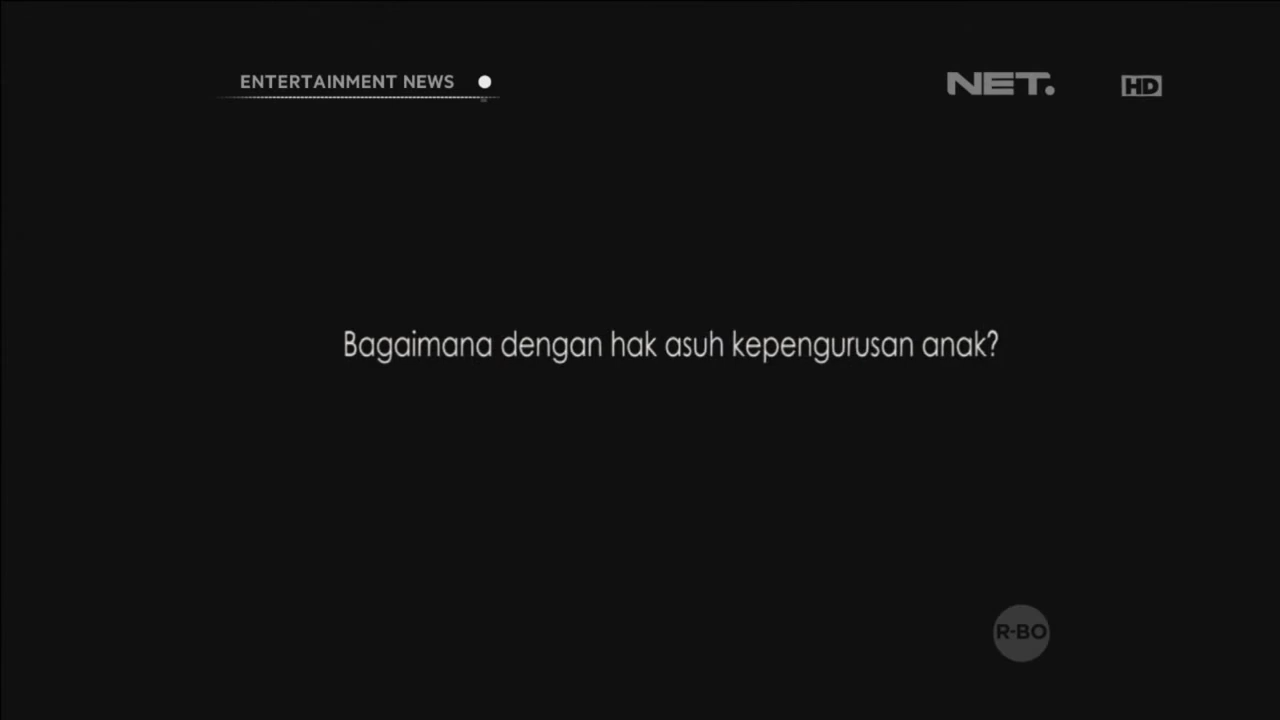 ENTERTAINMENT NEWS
NET.
HD
Bagaimana dengan hak asuh kepengurusan anak?
R-BO